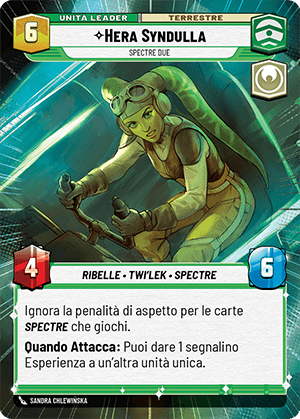 UNITÀ LEADER
TERRESTRE
6
Hera Syndulla
SPECTRE DUE
4
RIBELLE • TWI'LEK • SPECTRE
6
Ignora la penalità di aspetto per le carte
SPECTRE che giochi.
Quando Attacca: Puoi dare 1 segnalino
Esperienza a un'altra unità unica.
SANDRA CHLEWIŃSKA